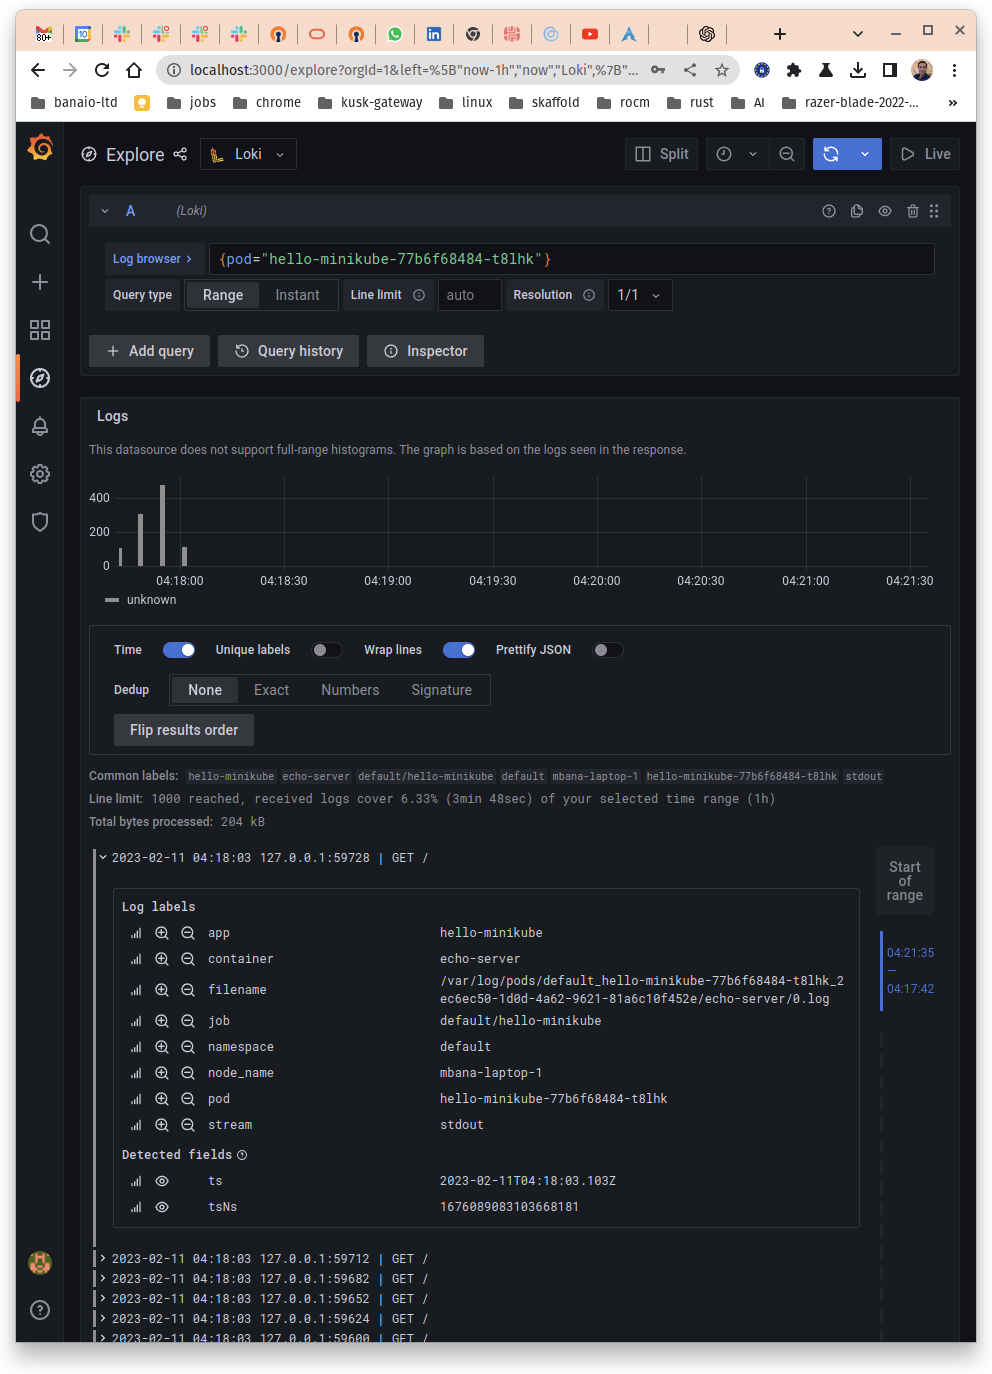 80+
10
localhost:3000/explore?orgId=1&left=%5B"now-1h","now","Loki",%7B"...
banaio-ltd jobs chrome kusk-gateway linux skaffold rocm rust AI razer-blade-2022-... »
Explore Loki Split Live
A (Loki)
Log browser > {pod="hello-minikube-77b6f68484-t8lhk"}
Query type Range Instant Line limit auto Resolution 1/1
+ Add query Query history Inspector
Logs
This datasource does not support full-range histograms. The graph is based on the logs seen in the response.
400
200
0
04:18:00 04:18:30 04:19:00 04:19:30 04:20:00 04:20:30 04:21:00 04:21:30
unknown
Time Unique labels Wrap lines Prettify JSON
Dedup None Exact Numbers Signature
Flip results order
Common labels: hello-minikube echo-server default/hello-minikube default mbana-laptop-1 hello-minikube-77b6f68484-t8lhk stdout
Line limit: 1000 reached, received logs cover 6.33% (3min 48sec) of your selected time range (1h)
Total bytes processed: 204 kB
2023-02-11 04:18:03 127.0.0.1:59728 | GET /
Start
of
range
Log labels
app hello-minikube
container echo-server
filename /var/log/pods/default_hello-minikube-77b6f68484-t8lhk_2
ec6ec50-1d0d-4a62-9621-81a6c10f452e/echo-server/0.log
job default/hello-minikube
namespace default
node_name mbana-laptop-1
pod hello-minikube-77b6f68484-t8lhk
stream stdout
04:21:35
—
04:17:42
Detected fields
ts 2023-02-11T04:18:03.103Z
tsNs 1676089083103668181
2023-02-11 04:18:03 127.0.0.1:59712 | GET /
2023-02-11 04:18:03 127.0.0.1:59682 | GET /
2023-02-11 04:18:03 127.0.0.1:59652 | GET /
2023-02-11 04:18:03 127.0.0.1:59624 | GET /
2023-02-11 04:18:03 127.0.0.1:59600 | GET /